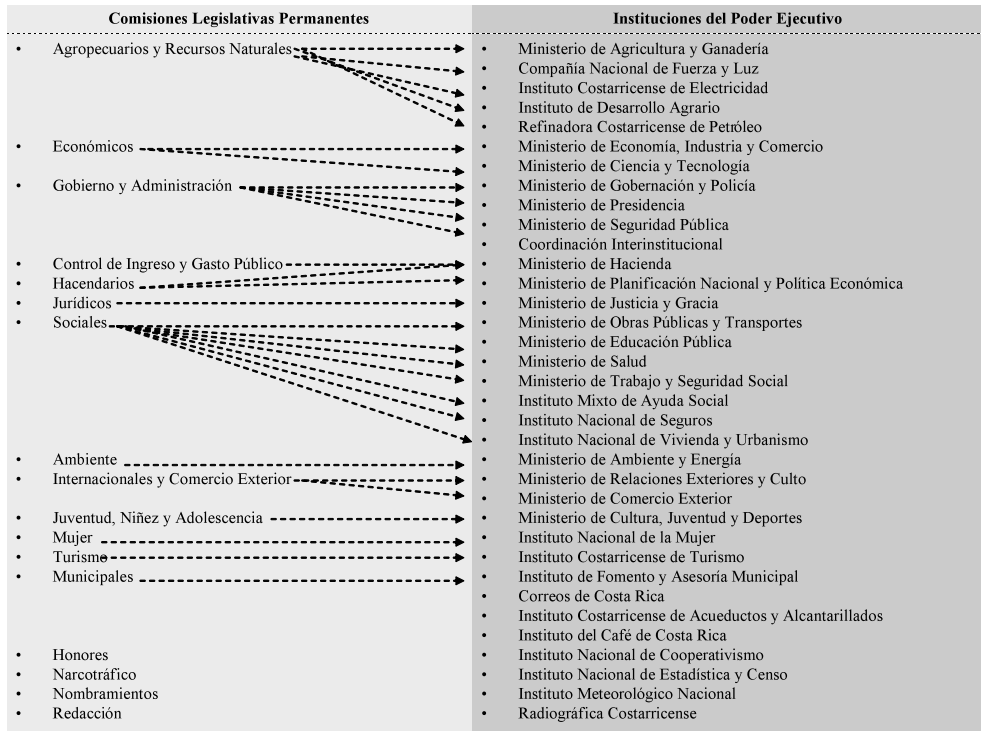 Comisiones Legislativas Permanentes
• Agropecuarios y Recursos Naturales
• Económicos
• Gobierno y Administración
• Control de Ingreso y Gasto Público
• Hacendarios
• Jurídicos
• Sociales
• Ambiente
• Internacionales y Comercio Exterior
• Juventud, Niñez y Adolescencia
• Mujer
• Turismo
• Municipales
• Honores
• Narcotráfico
• Nombramientos
• Redacción
Instituciones del Poder Ejecutivo
• Ministerio de Agricultura y Ganadería
• Compañía Nacional de Fuerza y Luz
• Instituto Costarricense de Electricidad
• Instituto de Desarrollo Agrario
• Refinadora Costarricense de Petróleo
• Ministerio de Economía, Industria y Comercio
• Ministerio de Ciencia y Tecnología
• Ministerio de Gobernación y Policía
• Ministerio de Presidencia
• Ministerio de Seguridad Pública
• Coordinación Interinstitucional
• Ministerio de Hacienda
• Ministerio de Planificación Nacional y Política Económica
• Ministerio de Justicia y Gracia
• Ministerio de Obras Públicas y Transportes
• Ministerio de Educación Pública
• Ministerio de Salud
• Ministerio de Trabajo y Seguridad Social
• Instituto Mixto de Ayuda Social
• Instituto Nacional de Seguros
• Instituto Nacional de Vivienda y Urbanismo
• Ministerio de Ambiente y Energía
• Ministerio de Relaciones Exteriores y Culto
• Ministerio de Comercio Exterior
• Ministerio de Cultura, Juventud y Deportes
• Instituto Nacional de la Mujer
• Instituto Costarricense de Turismo
• Instituto de Fomento y Asesoría Municipal
• Correos de Costa Rica
• Instituto Costarricense de Acueductos y Alcantarillados
• Instituto del Café de Costa Rica
• Instituto Nacional de Cooperativismo
• Instituto Nacional de Estadística y Censo
• Instituto Meteorológico Nacional
• Radiográfica Costarricense